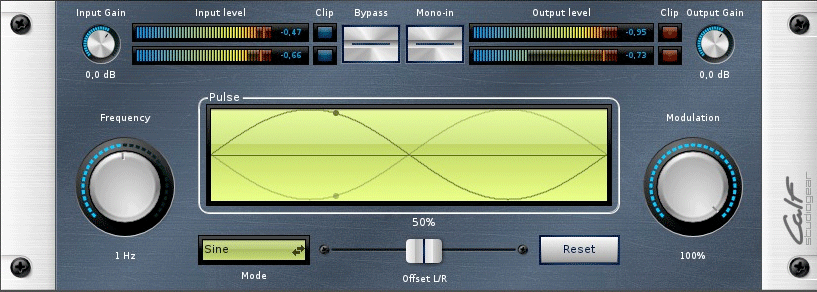 Input Gain
Input level
Clip
Bypass
Mono-in
Output level
Clip
Output Gain
-0,47
-0,95
-0,66
-0,73
0,0 dB
0,0 dB
Pulse
Frequency
Modulation
50%
Sine
Reset
1 Hz
Mode
Offset L/R
100%
Calf
studiogear